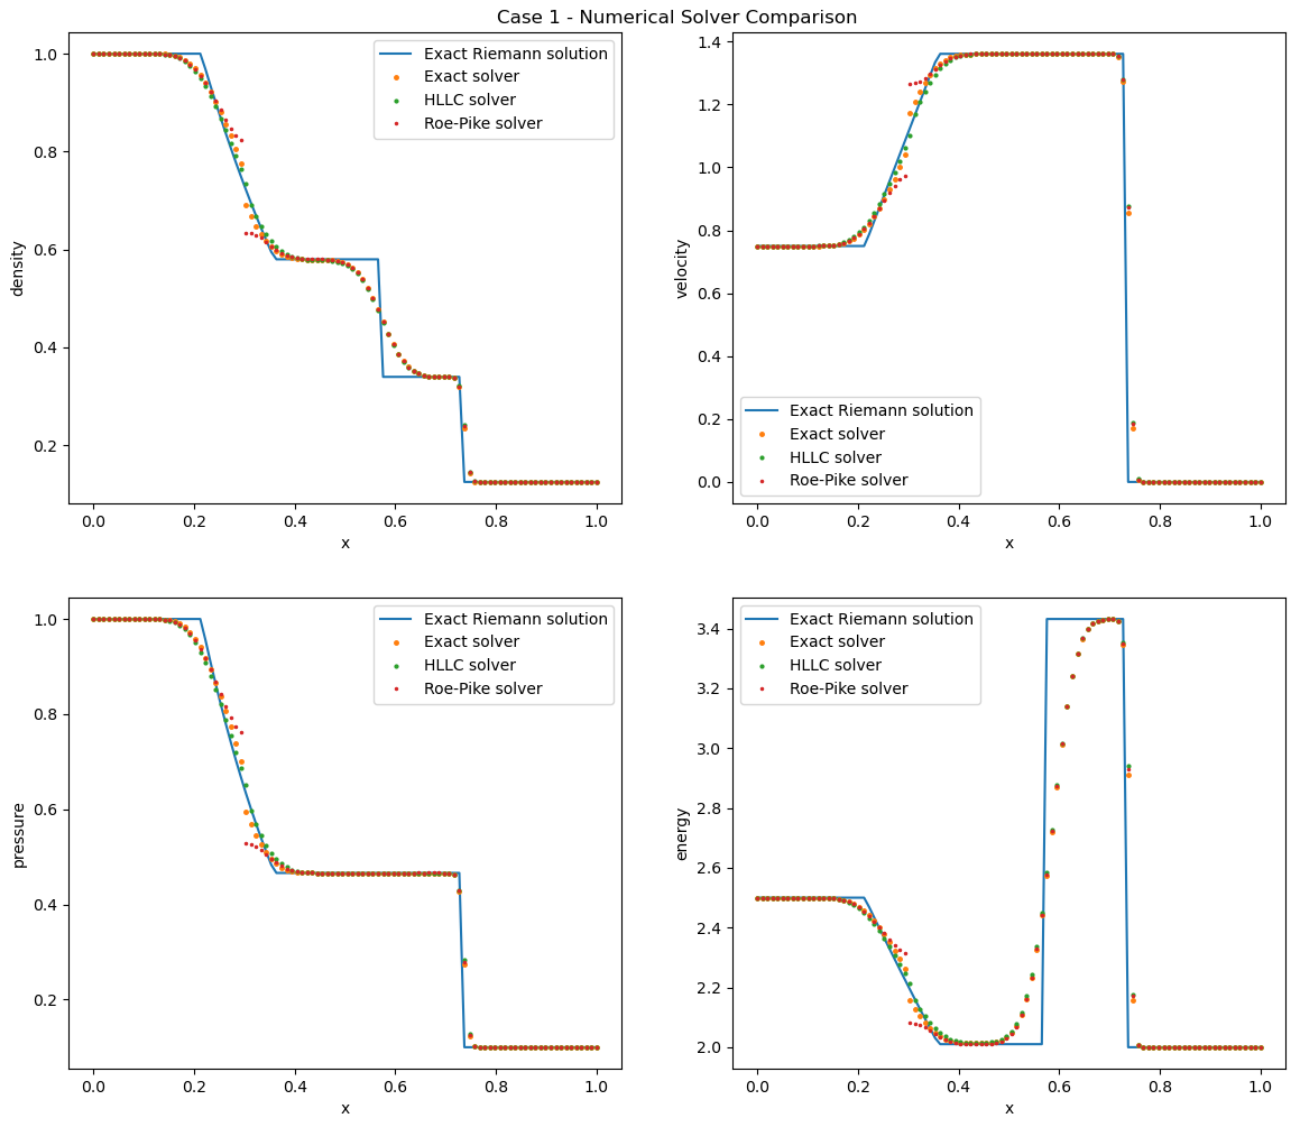 Case 1 - Numerical Solver Comparison
1.0
0.8
0.6
0.4
0.2
density
0.0 0.2 0.4 0.6 0.8 1.0
x
Exact Riemann solution
Exact solver
HLLC solver
Roe-Pike solver
1.4
1.2
1.0
0.8
0.6
0.4
0.2
0.0
velocity
0.0 0.2 0.4 0.6 0.8 1.0
x
Exact Riemann solution
Exact solver
HLLC solver
Roe-Pike solver
1.0
0.8
0.6
0.4
0.2
pressure
0.0 0.2 0.4 0.6 0.8 1.0
x
Exact Riemann solution
Exact solver
HLLC solver
Roe-Pike solver
3.4
3.2
3.0
2.8
2.6
2.4
2.2
2.0
energy
0.0 0.2 0.4 0.6 0.8 1.0
x
Exact Riemann solution
Exact solver
HLLC solver
Roe-Pike solver